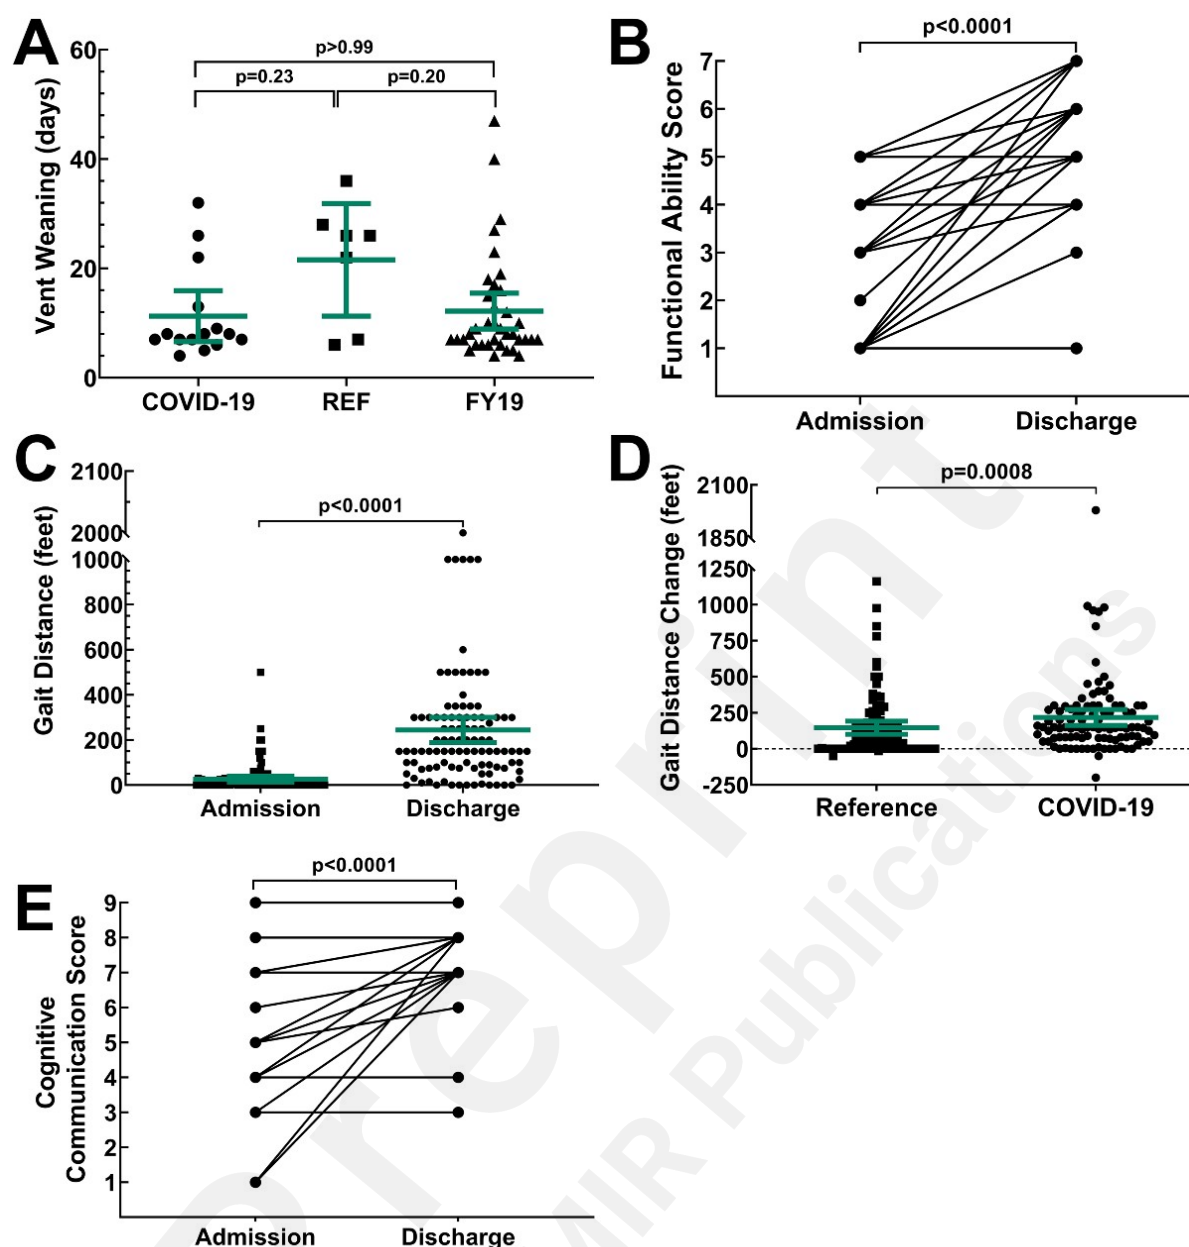 A
p>0.99
p=0.23 p=0.20
Vent Weaning (days)
60
40
20
0
COVID-19 REF FY19
B
p<0.0001
Functional Ability Score
7
6
5
4
3
2
1
Admission Discharge
C
p<0.0001
Gait Distance (feet)
2100
2000
1000
800
600
400
200
0
Admission Discharge
D
p=0.0008
Gait Distance Change (feet)
2100
1850
1250
1000
750
500
250
0
-250
Reference COVID-19
E
p<0.0001
Cognitive
Communication Score
9
8
7
6
5
4
3
2
1
Admission Discharge
Preprint
JMIR Publications